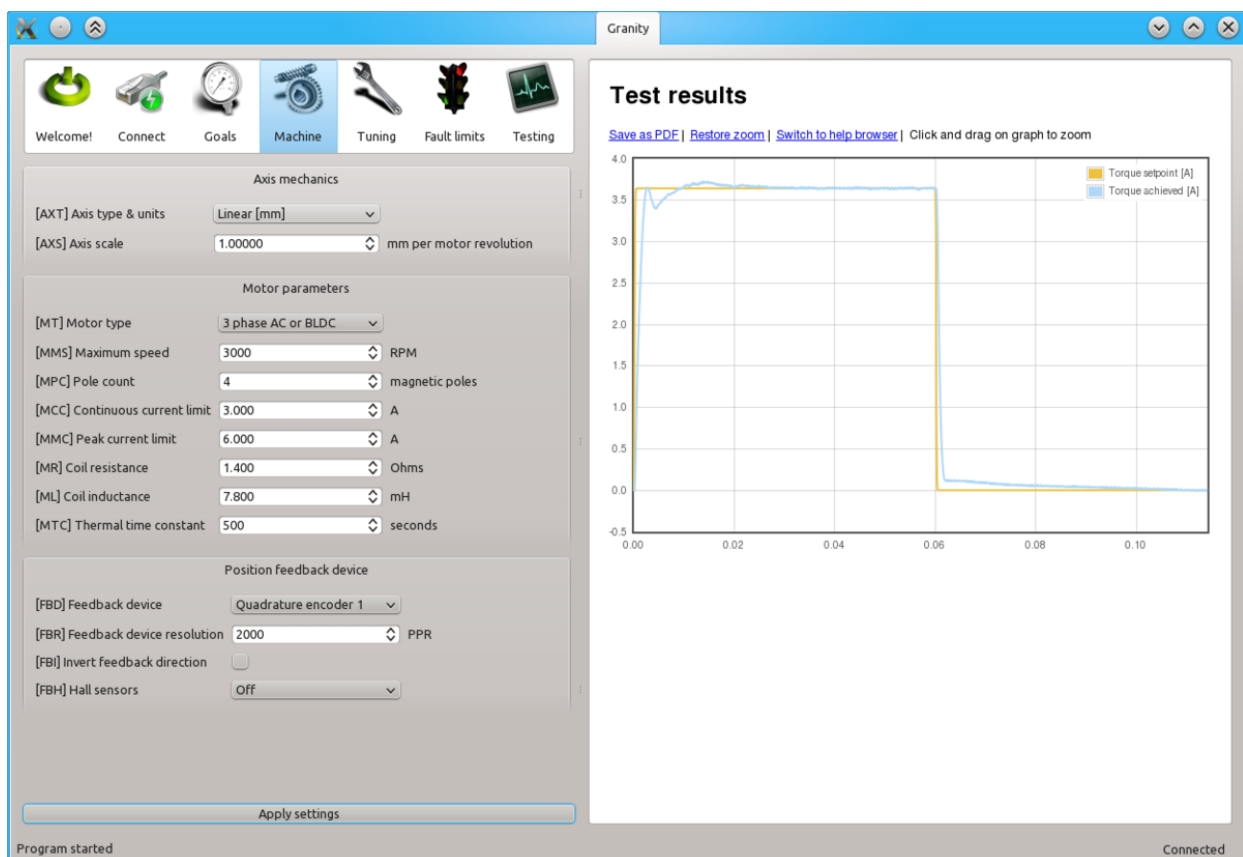 Granity
Welcome! Connect Goals Machine Tuning Fault limits Testing
Axis mechanics
[AXT] Axis type & units Linear [mm]
[AXS] Axis scale 1.00000 mm per motor revolution
Motor parameters
[MT] Motor type 3 phase AC or BLDC
[MMS] Maximum speed 3000 RPM
[MPC] Pole count 4 magnetic poles
[MCC] Continuous current limit 3.000 A
[MMC] Peak current limit 6.000 A
[MR] Coil resistance 1.400 Ohms
[ML] Coil inductance 7.800 mH
[MTC] Thermal time constant 500 seconds
Position feedback device
[FBD] Feedback device Quadrature encoder 1
[FBR] Feedback device resolution 2000 PPR
[FBI] Invert feedback direction
[FBH] Hall sensors Off
Apply settings
Test results
Save as PDF | Restore zoom | Switch to help browser | Click and drag on graph to zoom
4.0
3.5
3.0
2.5
2.0
1.5
1.0
0.5
0.0
-0.5
0.00 0.02 0.04 0.06 0.08 0.10
Torque setpoint [A]
Torque achieved [A]
Program started Connected